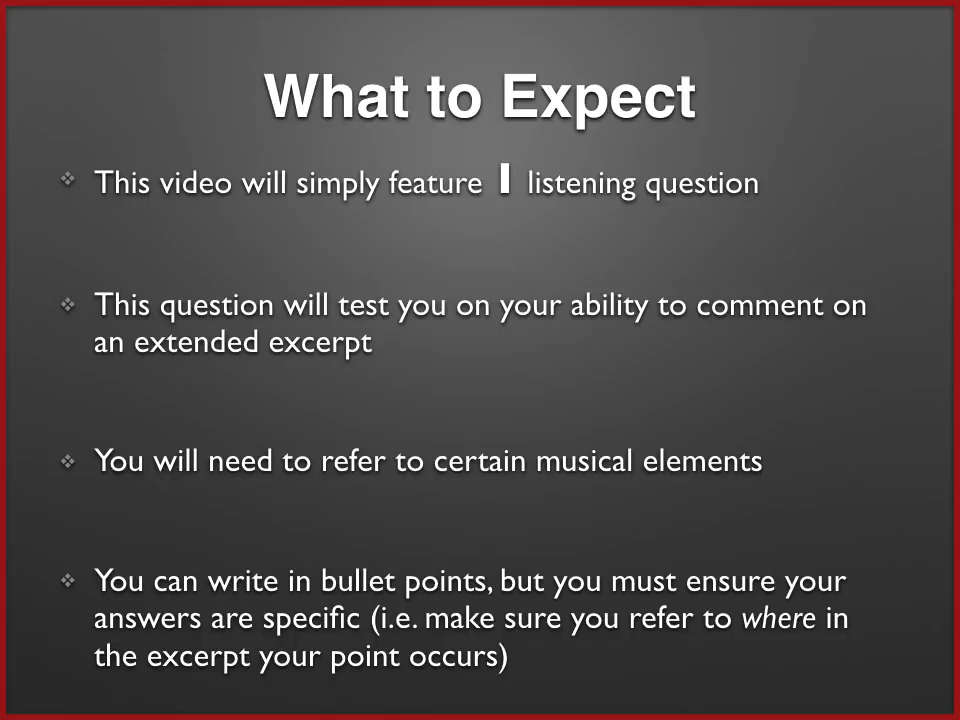 What to Expect
This video will simply feature 1 listening question
This question will test you on your ability to comment on
an extended excerpt
You will need to refer to certain musical elements
You can write in bullet points, but you must ensure your
answers are specific (i.e. make sure you refer to where in
the excerpt your point occurs)